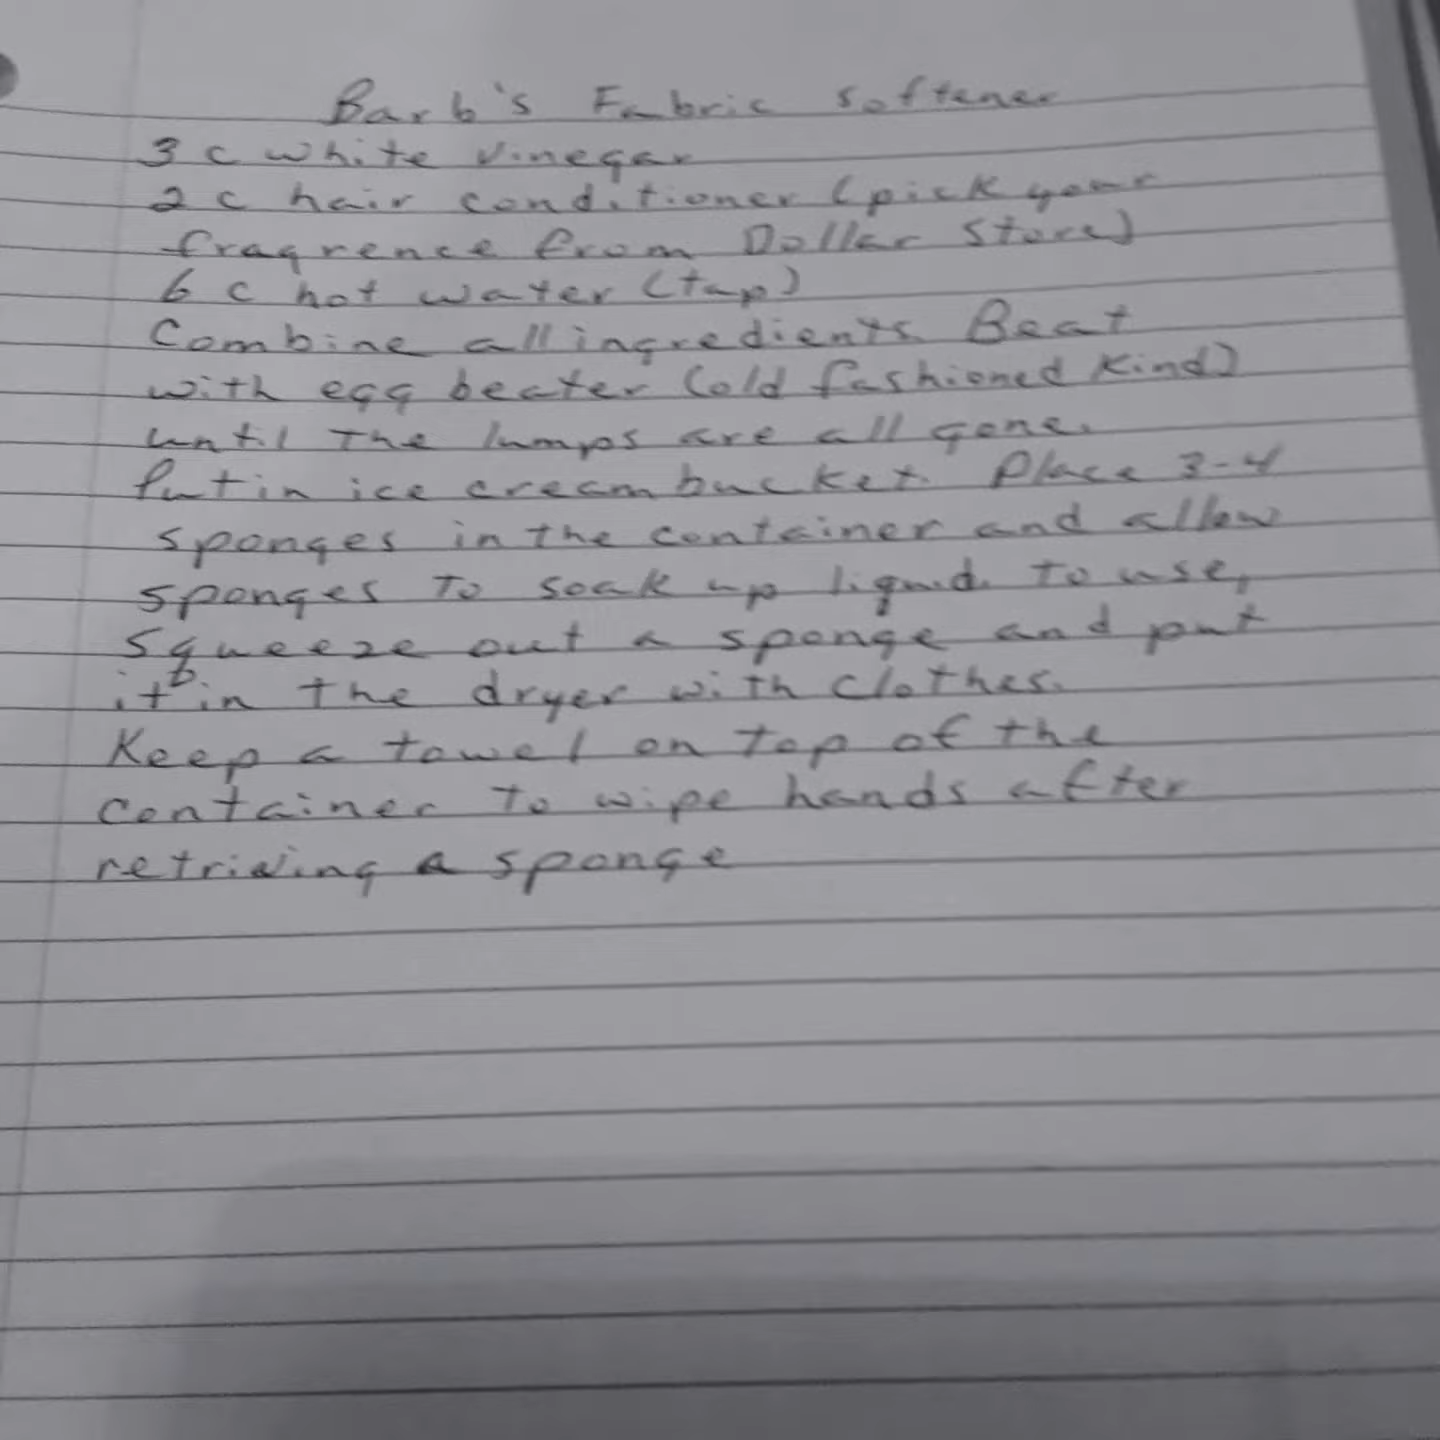 Barb's Fabric Softener
3 c white vinegar
2 c hair conditioner (pick your
fragrence from Dollar Store)
6 c hot water (tap)
Combine all ingredients. Beat
with egg beater (old fashioned kind)
until the lumps are all gone.
Put in ice cream bucket. Place 3-4
sponges in the container and allow
sponges to soak up liquid. To use,
squeeze out a sponge and put
it in the dryer with clothes.
Keep a towel on top of the
container to wipe hands after
retriving a sponge